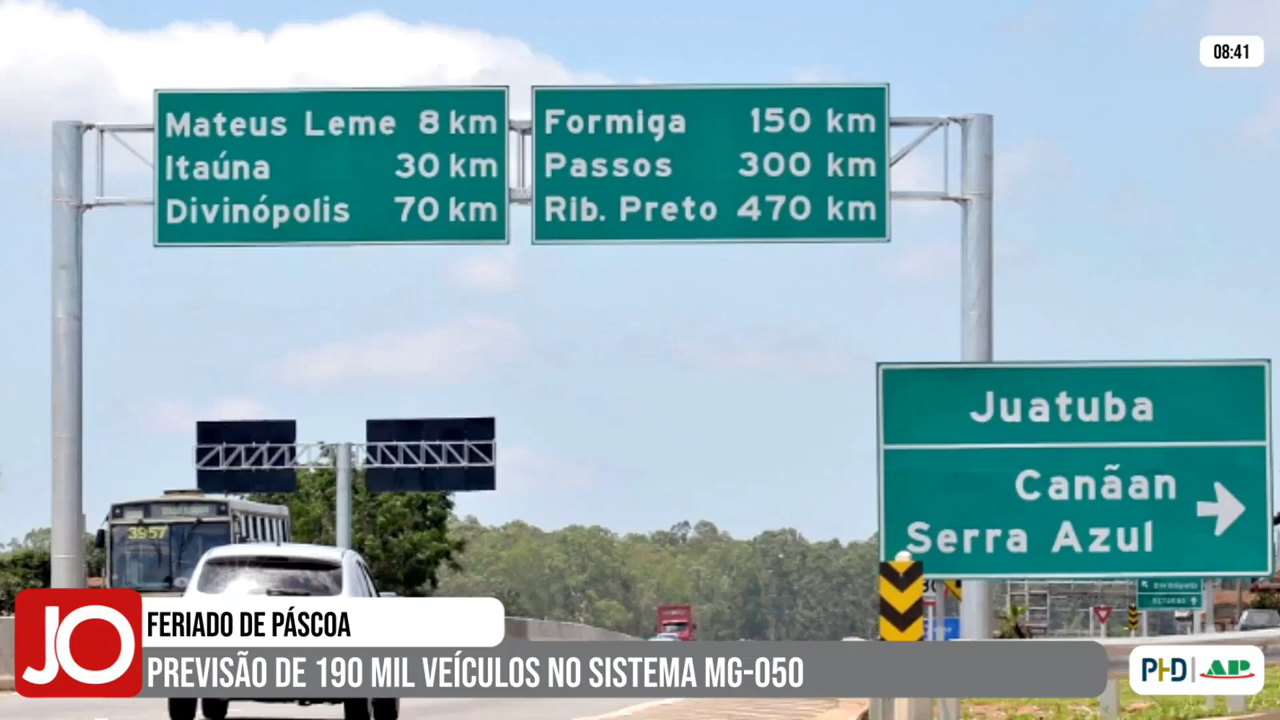 08:41
Mateus Leme 8 km
Itaúna 30 km
Divinópolis 70 km
Formiga 150 km
Passos 300 km
Rib. Preto 470 km
Juatuba
Canãan
Serra Azul
3957
RETORNO
JO
FERIADO DE PÁSCOA
PREVISÃO DE 190 MIL VEÍCULOS NO SISTEMA MG-050
PHD | AP